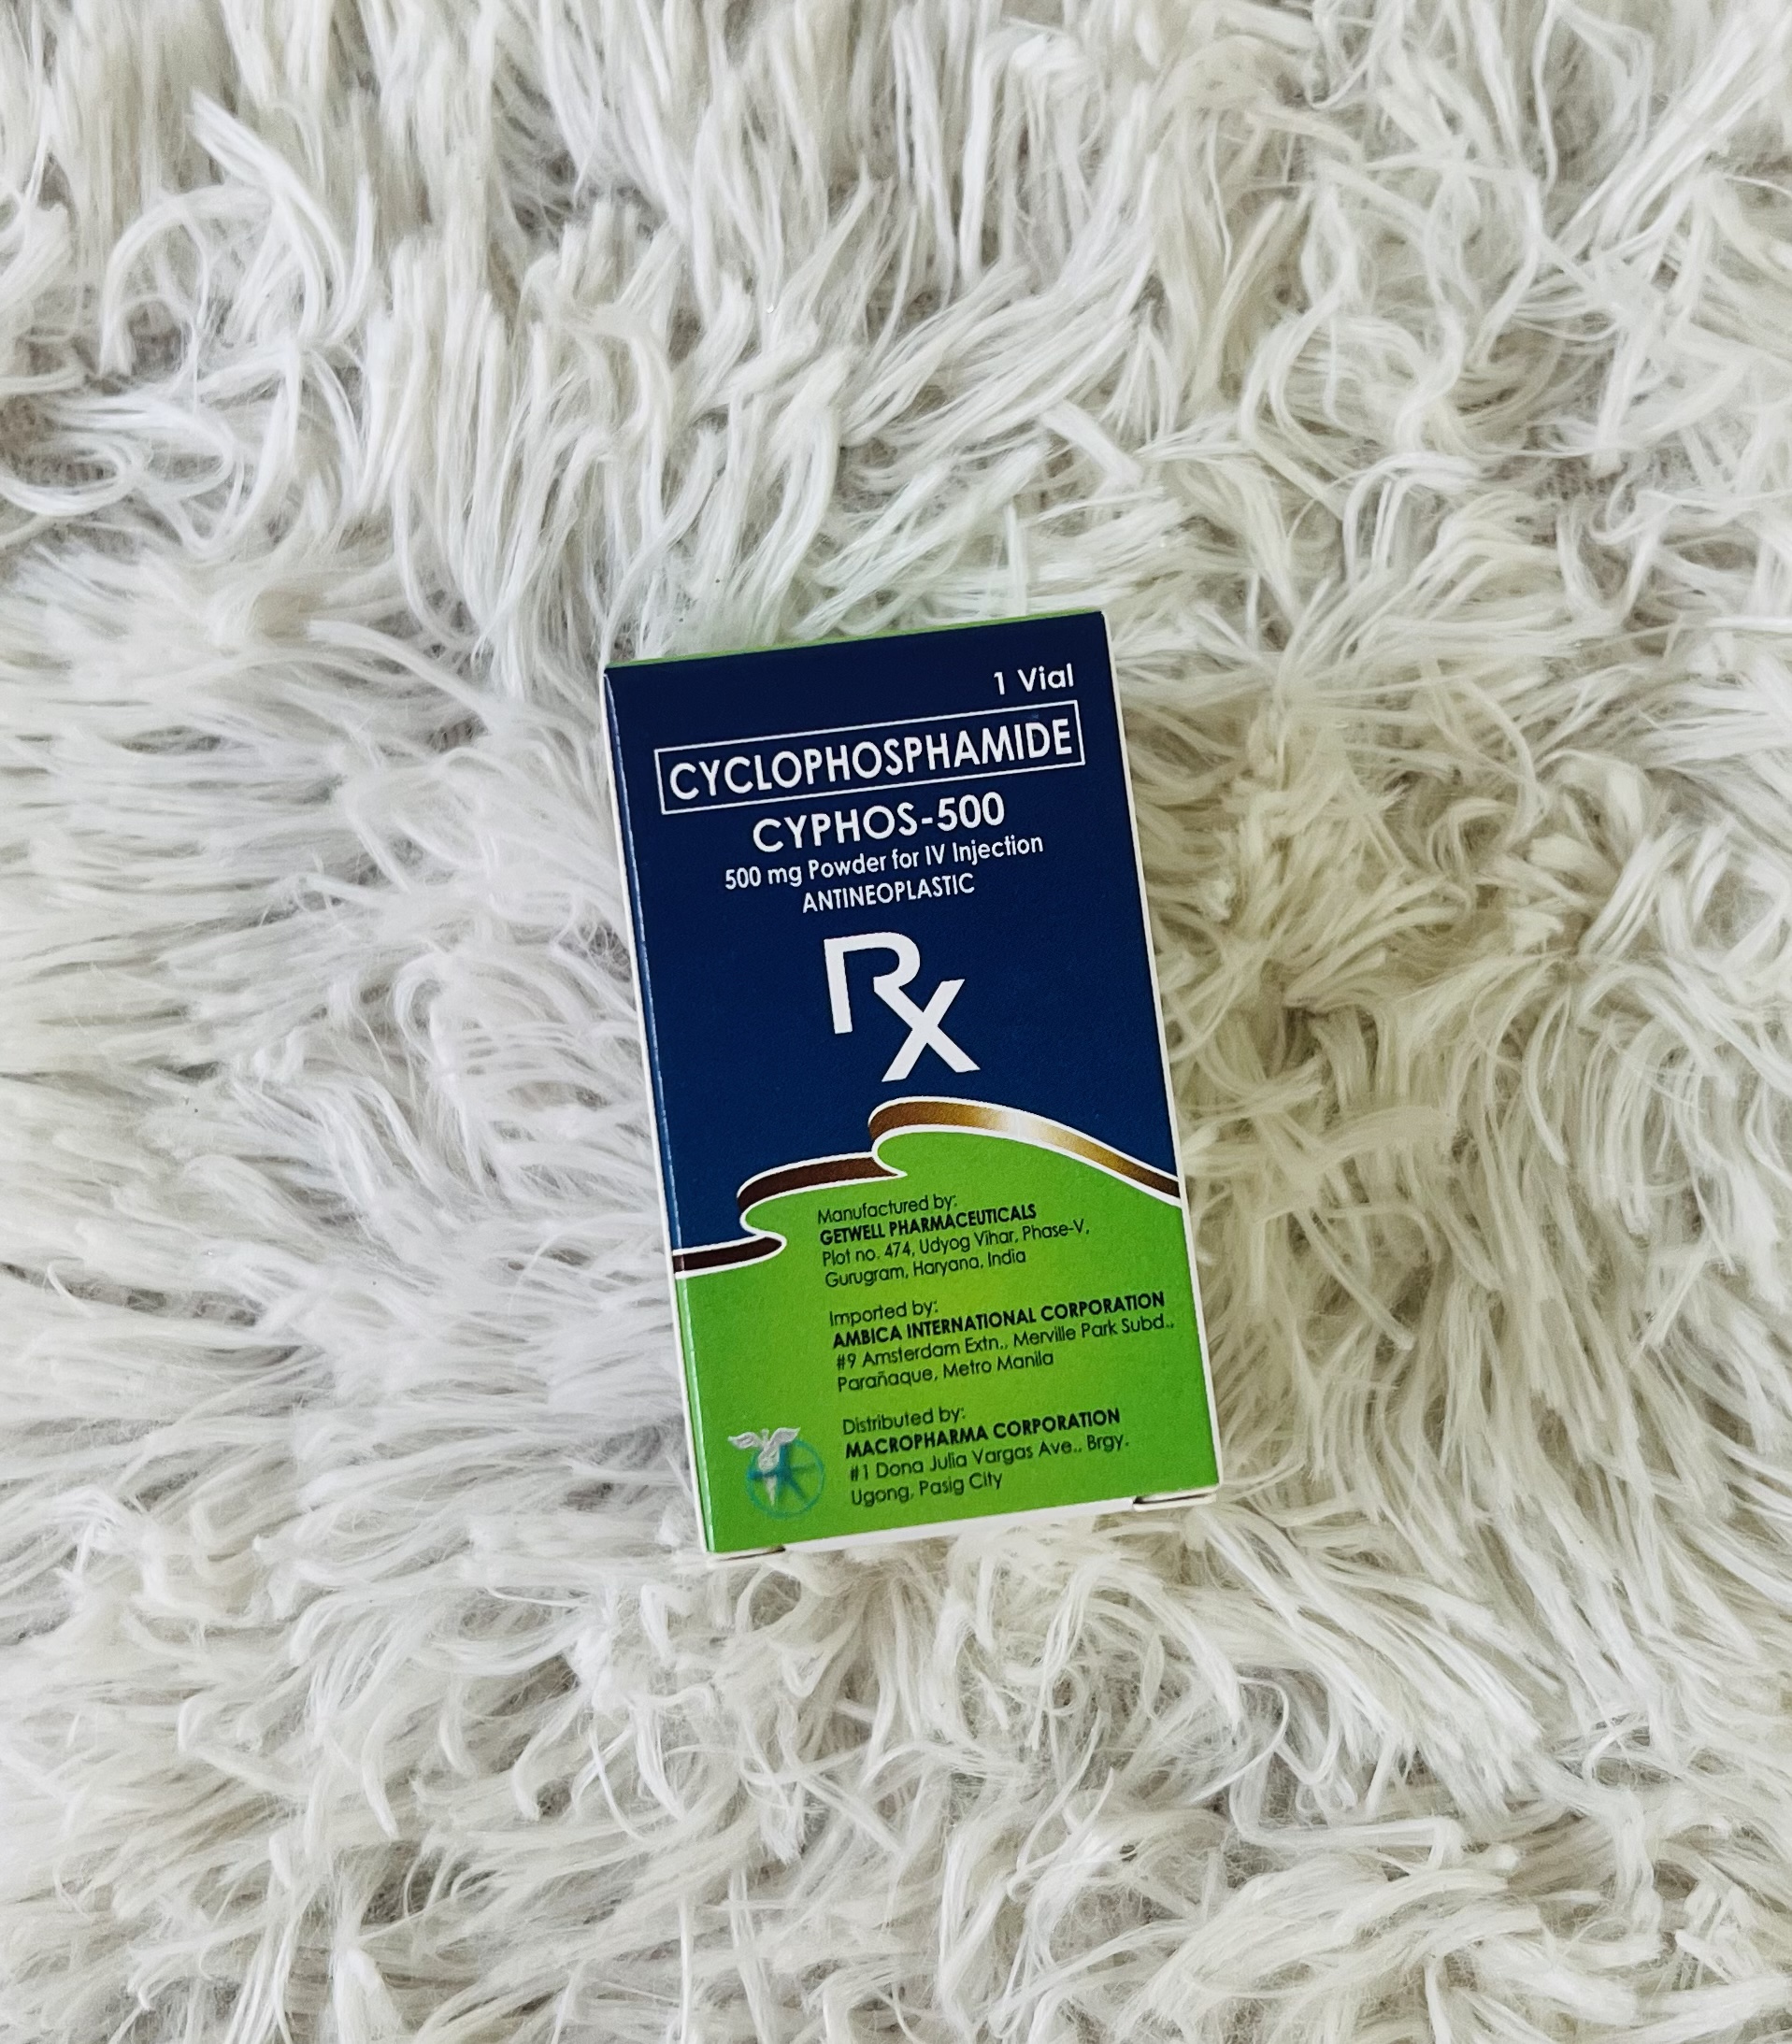 1 Vial
CYCLOPHOSPHAMIDE
CYPHOS-500
500 mg Powder for IV Injection
ANTINEOPLASTIC
Rx
Manufactured by:
GETWELL PHARMACEUTICALS
Plot no. 474, Udyog Vihar, Phase-V,
Gurugram, Haryana, India
Imported by:
AMBICA INTERNATIONAL CORPORATION
#9 Amsterdam Extn., Merville Park Subd.,
Parañaque, Metro Manila
Distributed by:
MACROPHARMA CORPORATION
#1 Dona Julia Vargas Ave., Brgy.
Ugong, Pasig City